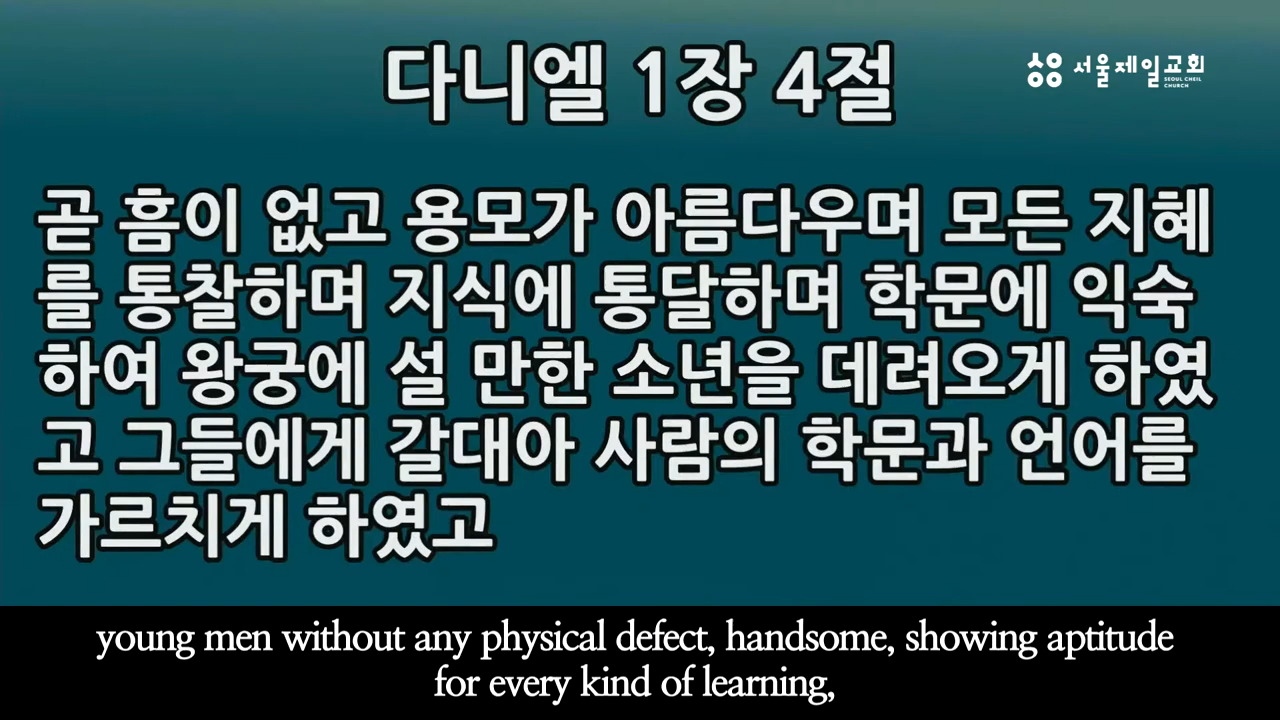 다니엘 1장 4절
서울제일교회
SEOUL CHEIL
CHURCH
곧 흠이 없고 용모가 아름다우며 모든 지혜
를 통찰하며 지식에 통달하며 학문에 익숙
하여 왕궁에 설 만한 소년을 데려오게 하였
고 그들에게 갈대아 사람의 학문과 언어를
가르치게 하였고
young men without any physical defect, handsome, showing aptitude
for every kind of learning,